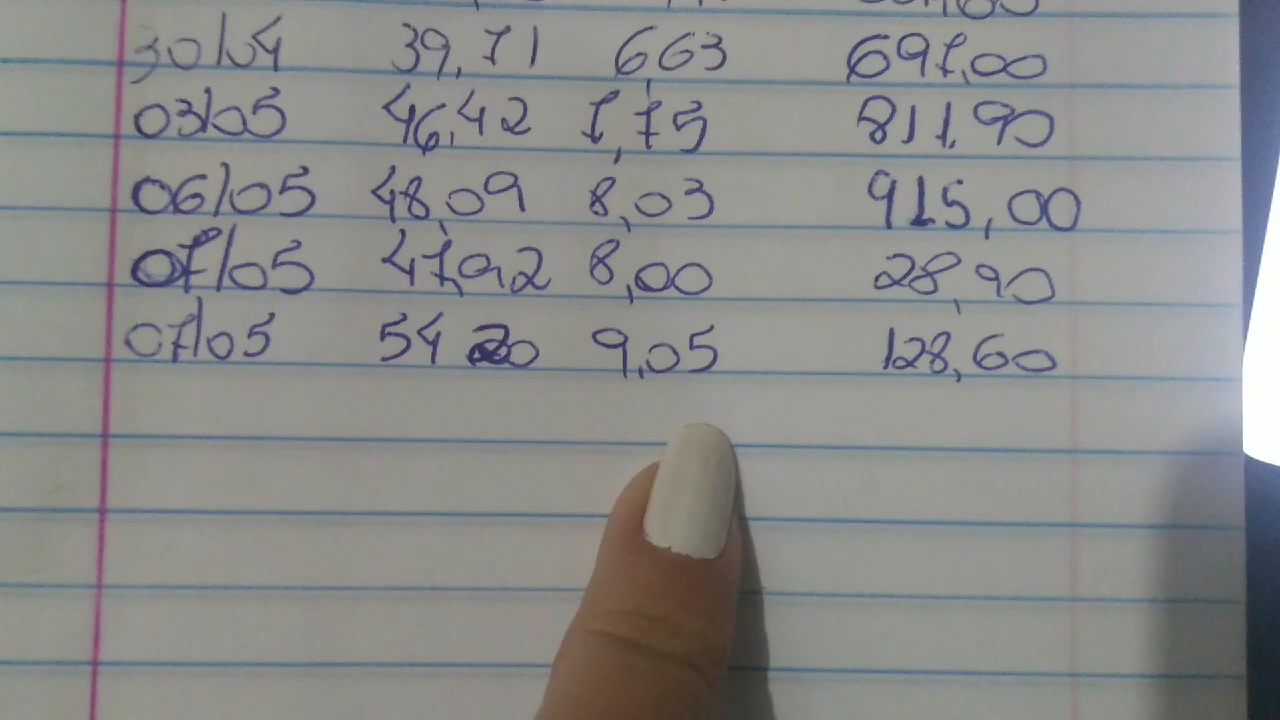 30/04 39,71 6,63 697,00
03/05 46,42 7,75 811,90
06/05 48,09 8,03 915,00
07/05 47,92 8,00 28,90
07/05 54 20 9,05 128,60